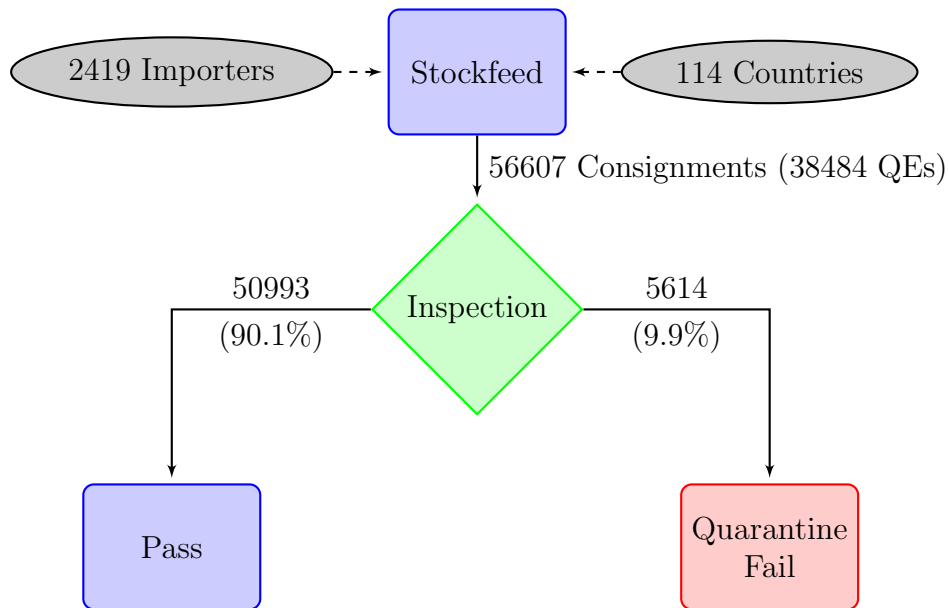 2419 Importers
Stockfeed
114 Countries
56607 Consignments (38484 QEs)
50993
(90.1%)
Inspection
5614
(9.9%)
Pass
Quarantine
Fail